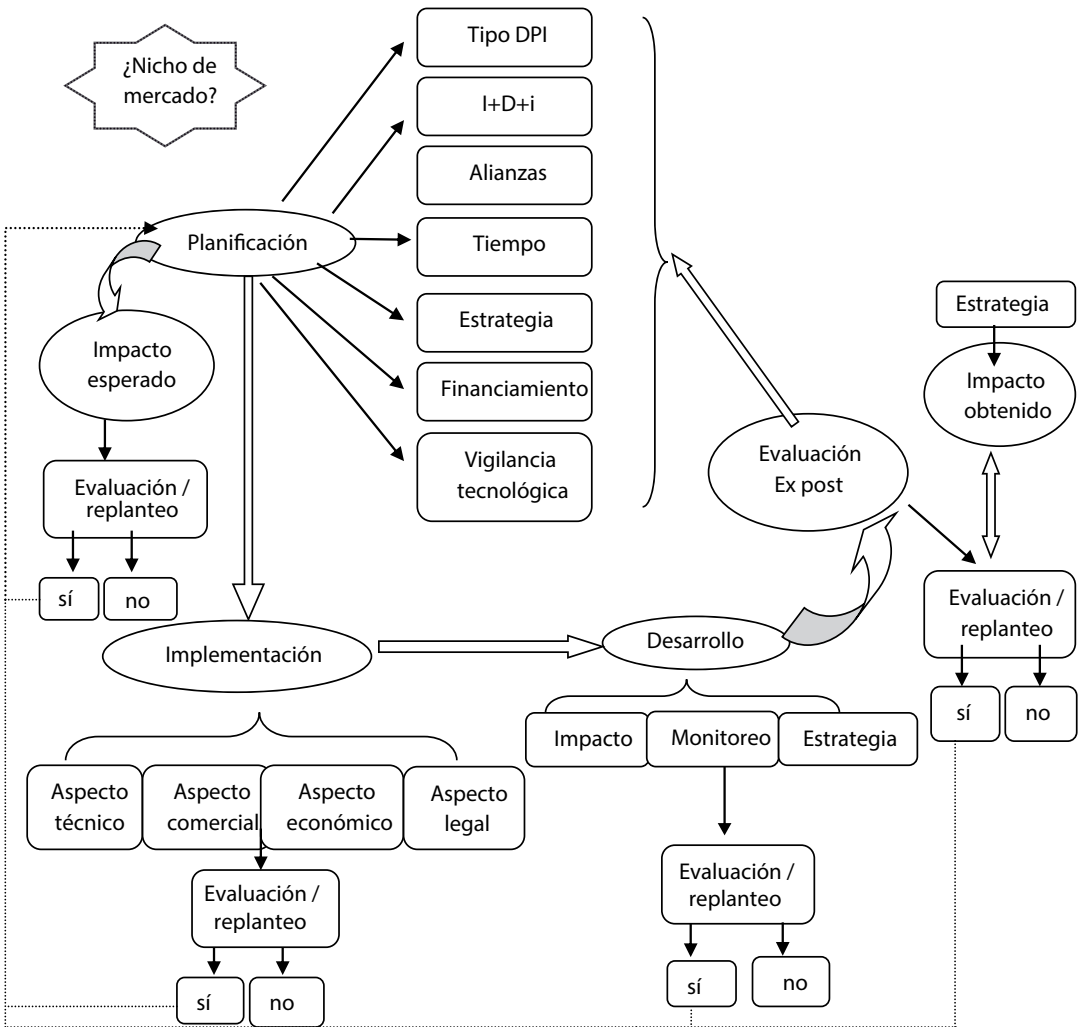 ¿Nicho de
mercado?
Tipo DPI
I+D+i
Alianzas
Tiempo
Estrategia
Financiamiento
Vigilancia
tecnológica
Planificación
Impacto
esperado
Evaluación /
replanteo
sí
no
Implementación
Aspecto
técnico
Aspecto
comercial
Aspecto
económico
Aspecto
legal
Evaluación /
replanteo
sí
no
Desarrollo
Impacto
Monitoreo
Estrategia
Evaluación /
replanteo
sí
no
Evaluación
Ex post
Estrategia
Impacto
obtenido
Evaluación /
replanteo
sí
no